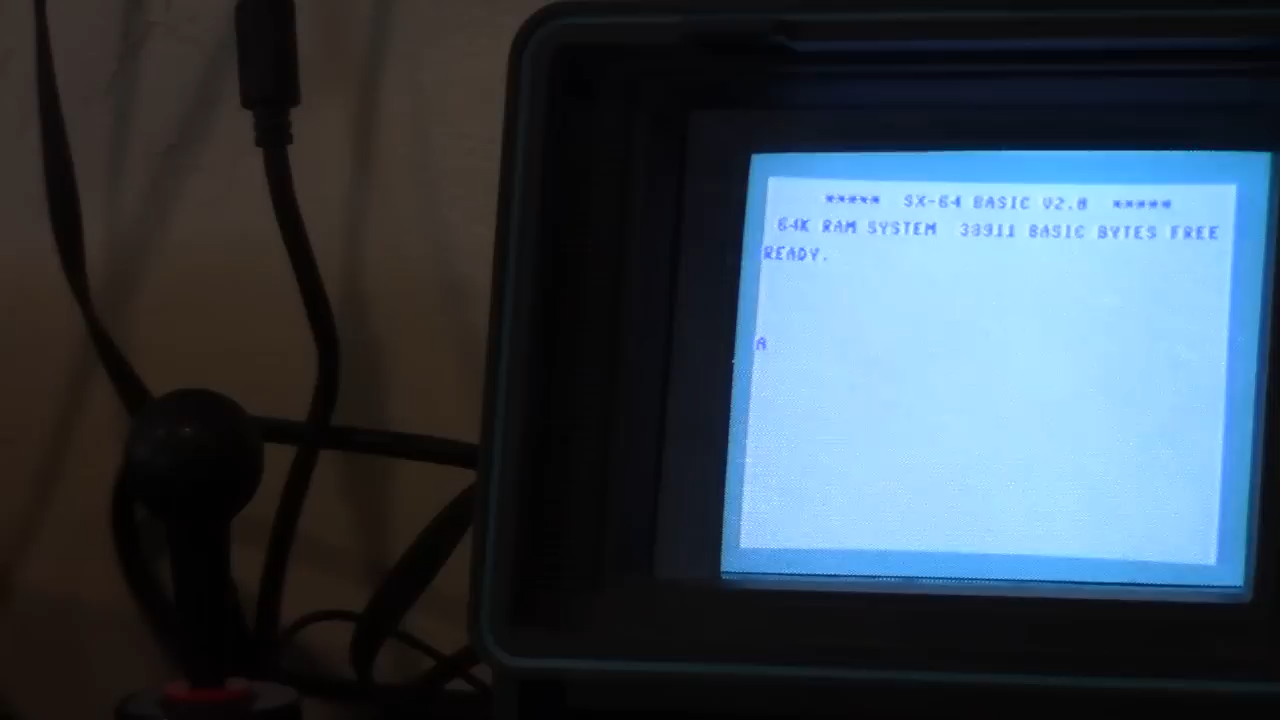 ***** SX-64 BASIC V2.0 *****
64K RAM SYSTEM 38911 BASIC BYTES FREE
READY.
A